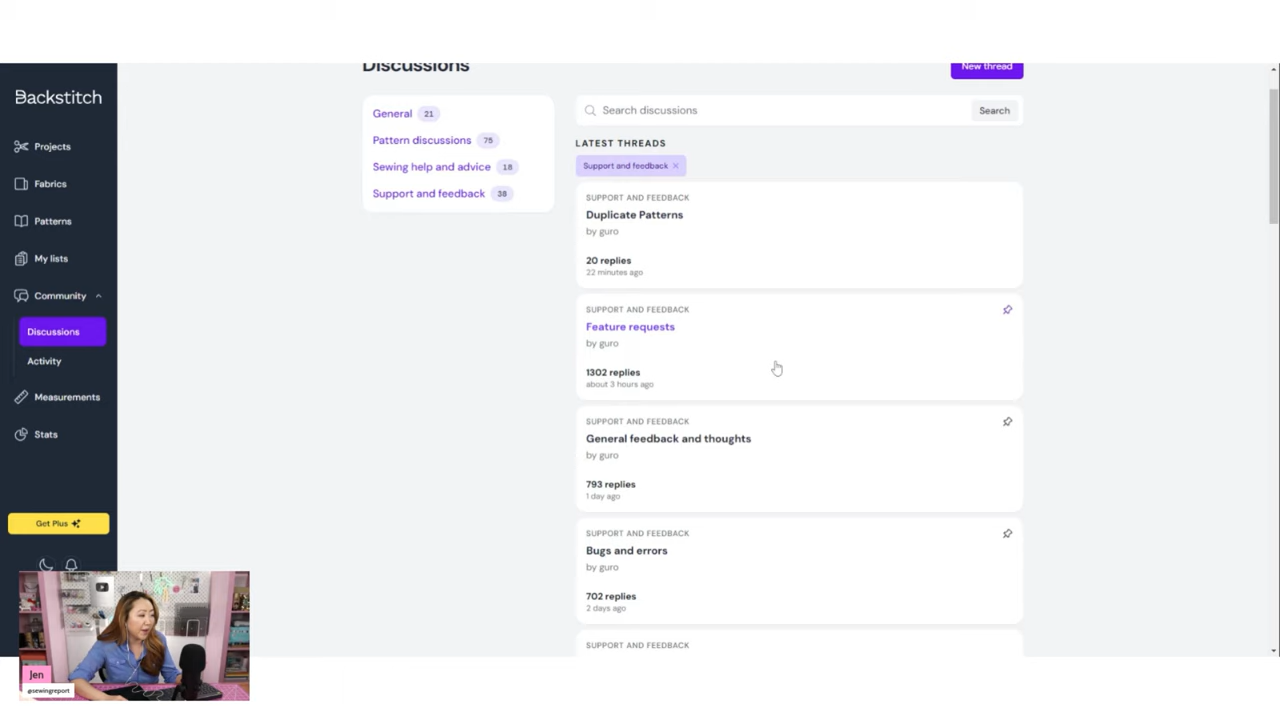 Backstitch
Projects
Fabrics
Patterns
My lists
Community
Discussions
Activity
Measurements
Stats
Get Plus
Jen
@sewingreport
Discussions
New thread
General 21
Pattern discussions 75
Sewing help and advice 18
Support and feedback 38
Search discussions
Search
LATEST THREADS
Support and feedback ×
SUPPORT AND FEEDBACK
Duplicate Patterns
by guro
20 replies
22 minutes ago
SUPPORT AND FEEDBACK
Feature requests
by guro
1302 replies
about 3 hours ago
SUPPORT AND FEEDBACK
General feedback and thoughts
by guro
793 replies
1 day ago
SUPPORT AND FEEDBACK
Bugs and errors
by guro
702 replies
2 days ago
SUPPORT AND FEEDBACK